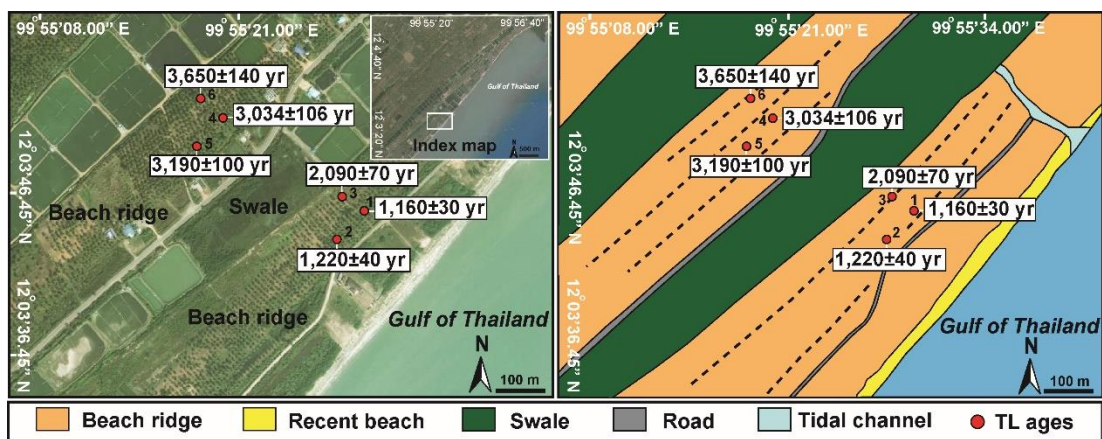 99°55’08.00” E
99°55’21.00” E
12°03’46.45” N
12°03’36.45” N
99°55’20”
99°56’40”
12°4’40” N
12°3’20” N
Gulf of Thailand
Index map
N
500 m
3,650±140 yr
6
4
3,034±106 yr
5
3,190±100 yr
2,090±70 yr
3
1
1,160±30 yr
2
1,220±40 yr
Beach ridge
Swale
Beach ridge
Gulf of Thailand
N
100 m
99°55’08.00” E
99°55’21.00” E
99°55’34.00” E
12°03’46.45” N
12°03’36.45” N
3,650±140 yr
6
4
3,034±106 yr
5
3,190±100 yr
2,090±70 yr
3
1
1,160±30 yr
2
1,220±40 yr
Gulf of Thailand
N
100 m
Beach ridge
Recent beach
Swale
Road
Tidal channel
TL ages